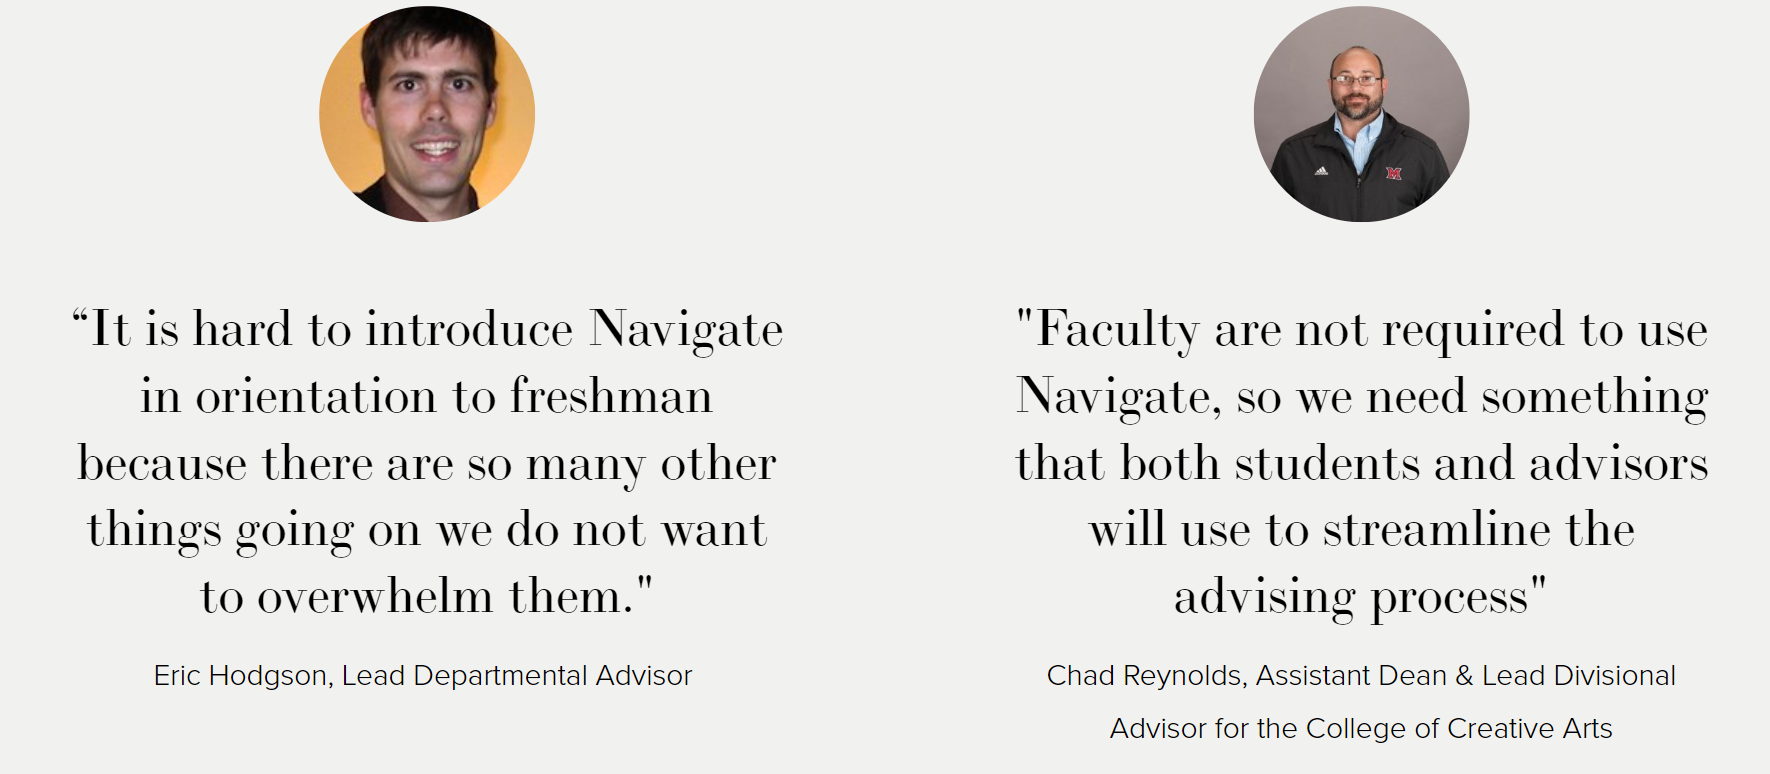 “It is hard to introduce Navigate
in orientation to freshman
because there are so many other
things going on we do not want
to overwhelm them."
Eric Hodgson, Lead Departmental Advisor
M
"Faculty are not required to use
Navigate, so we need something
that both students and advisors
will use to streamline the
advising process"
Chad Reynolds, Assistant Dean & Lead Divisional
Advisor for the College of Creative Arts